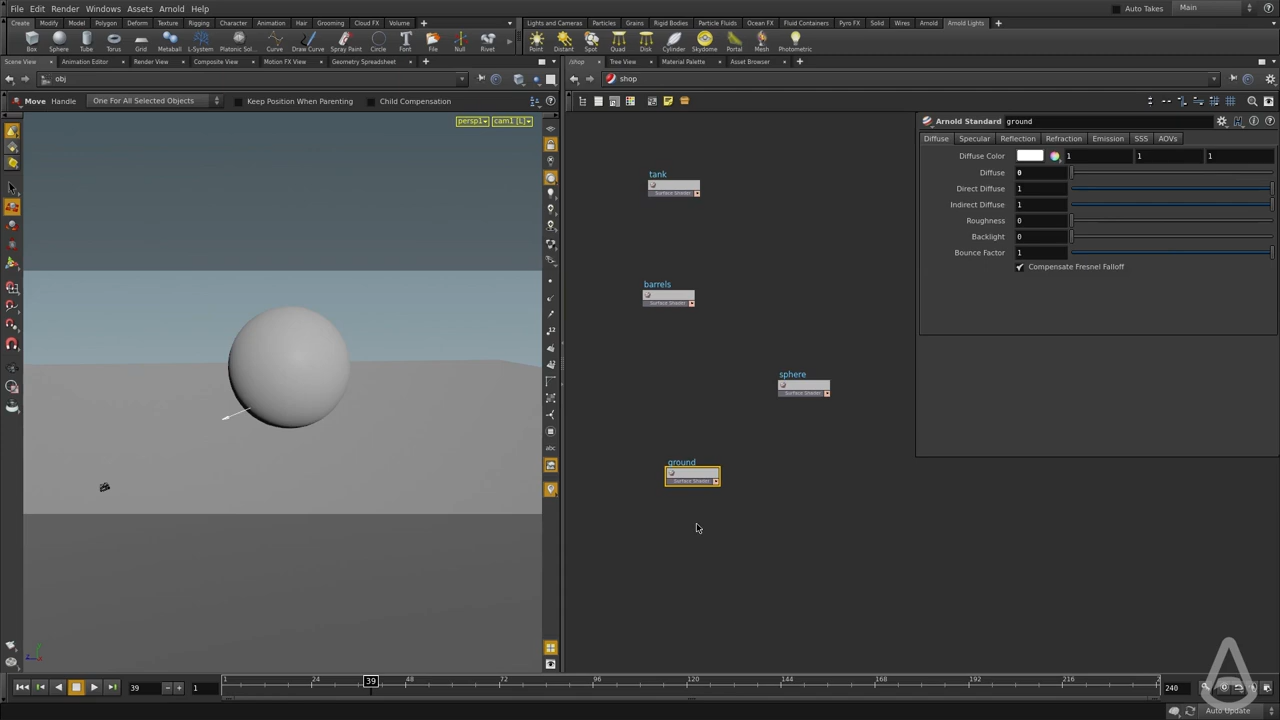 File Edit Render Windows Assets Arnold Help
Auto Takes Main
Create Modify Model Polygon Deform Texture Rigging Character Animation Hair Grooming Cloud FX Volume
Lights and Cameras Particles Grains Rigid Bodies Particle Fluids Ocean FX Fluid Containers Pyro FX Solid Wires Arnold Arnold Lights
Box Sphere Tube Torus Grid Metaball L-System Platonic Sol... Curve Draw Curve Spray Paint Circle Font File Null Rivet
Point Distant Spot Quad Disk Cylinder Skydome Portal Mesh Photometric
Scene View Animation Editor Render View Composite View Motion FX View Geometry Spreadsheet
/shop Tree View Material Palette Asset Browser
obj
shop
Move Handle One For All Selected Objects Keep Position When Parenting Child Compensation
persp1 cam1 [L]
Arnold Standard ground
Diffuse Specular Reflection Refraction Emission SSS AOVs
Diffuse Color 1 1 1
Diffuse 0
Direct Diffuse 1
Indirect Diffuse 1
Roughness 0
Backlight 0
Bounce Factor 1
Compensate Fresnel Falloff
tank
Surface Shader
barrels
Surface Shader
sphere
Surface Shader
ground
Surface Shader
12
abc
39 1
1 24 39 48 72 96 120 144 168 192 216 2
240
Auto Update